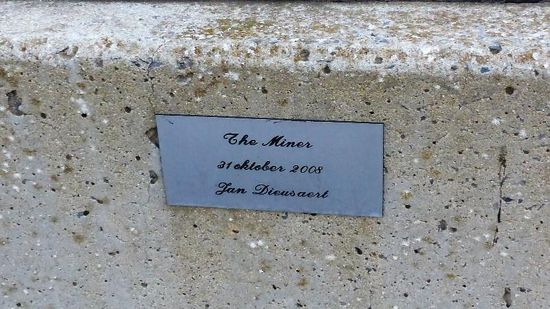 The Miner
31 oktober 2008
Jan Dieusaert